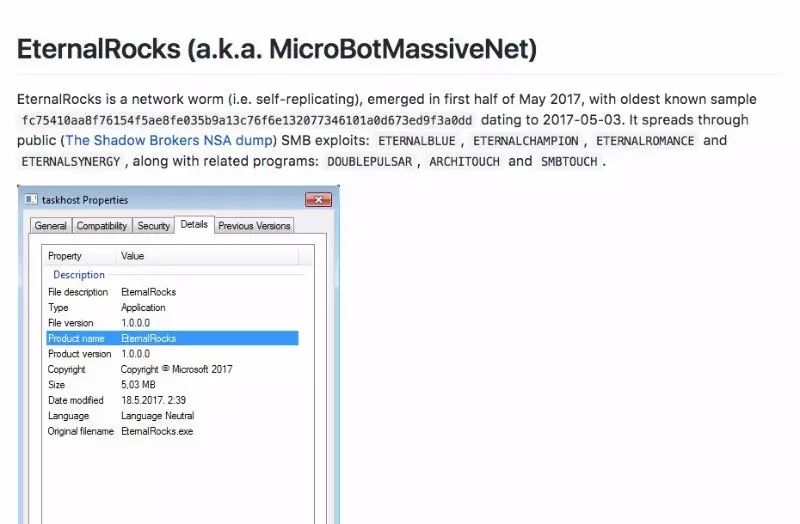 EternalRocks (a.k.a. MicroBotMassiveNet)
EternalRocks is a network worm (i.e. self-replicating), emerged in first half of May 2017, with oldest known sample
fc75410aa8f76154f5ae8fe035b9a13c76f6e132077346101a0d673ed9f3a0dd dating to 2017-05-03. It spreads through
public (The Shadow Brokers NSA dump) SMB exploits: ETERNALBLUE , ETERNALCHAMPION , ETERNALROMANCE and
ETERNALSYNERGY , along with related programs: DOUBLEPULSAR , ARCHITOUCH and SMBTOUCH .
taskhost Properties
General Compatibility Security Details Previous Versions
Property Value
Description
File description EternalRocks
Type Application
File version 1.0.0.0
Product name EternalRocks
Product version 1.0.0.0
Copyright Copyright © Microsoft 2017
Size 5,03 MB
Date modified 18.5.2017. 2:39
Language Language Neutral
Original filename EternalRocks.exe